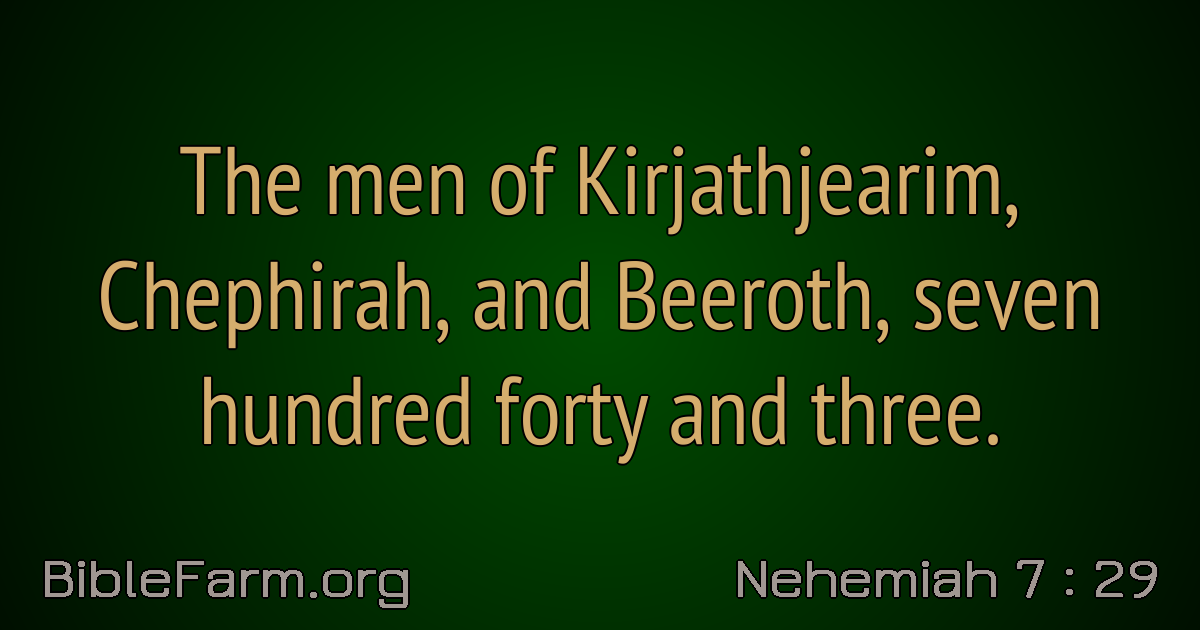 The men of Kirjathjearim,
Chephirah, and Beeroth, seven
hundred forty and three.
BibleFarm.org
Nehemiah 7 : 29